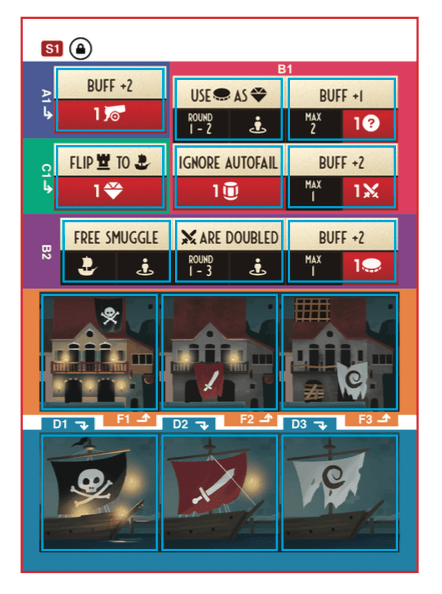 S1
B1
A1
BUFF +2
1
USE AS
ROUND
1 - 2
BUFF +1
MAX
2
1 ?
C1
FLIP TO
1
IGNORE AUTOFAIL
1
BUFF +2
MAX
1
1
B2
FREE SMUGGLE
ARE DOUBLED
ROUND
1 - 3
BUFF +2
MAX
1
1
D1 F1 D2 F2 D3 F3